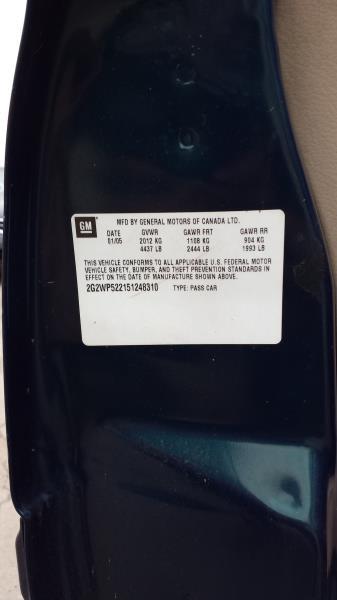 GM
MFD BY GENERAL MOTORS OF CANADA LTD.
DATE GVWR GAWR FRT GAWR RR
01/05 2012 KG 1108 KG 904 KG
4437 LB 2444 LB 1993 LB
THIS VEHICLE CONFORMS TO ALL APPLICABLE U.S. FEDERAL MOTOR
VEHICLE SAFETY, BUMPER, AND THEFT PREVENTION STANDARDS IN
EFFECT ON THE DATE OF MANUFACTURE SHOWN ABOVE.
2G2WP522151248310 TYPE: PASS CAR